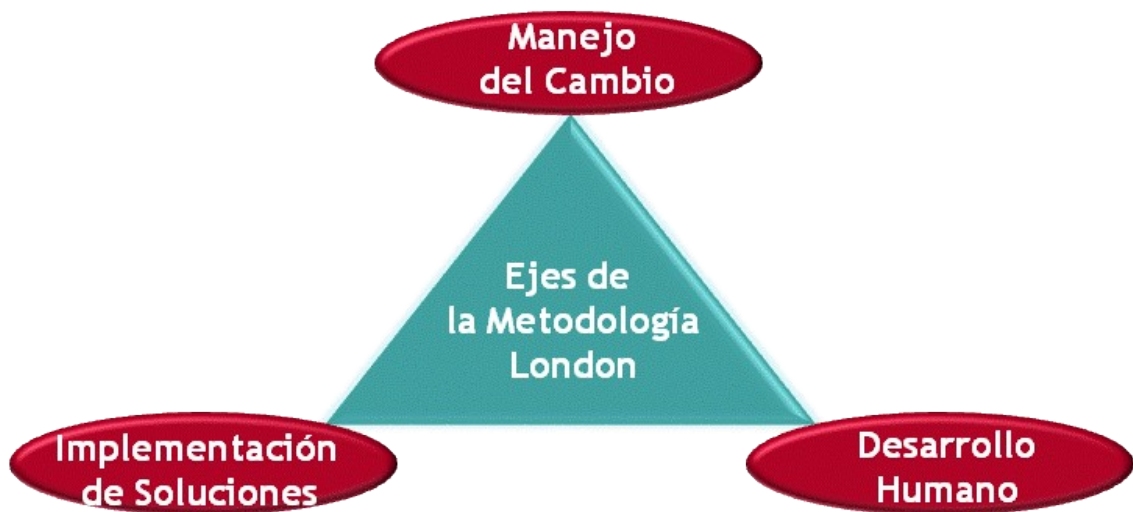 Manejo
del Cambio
Ejes de
la Metodología
London
Implementación
de Soluciones
Desarrollo
Humano